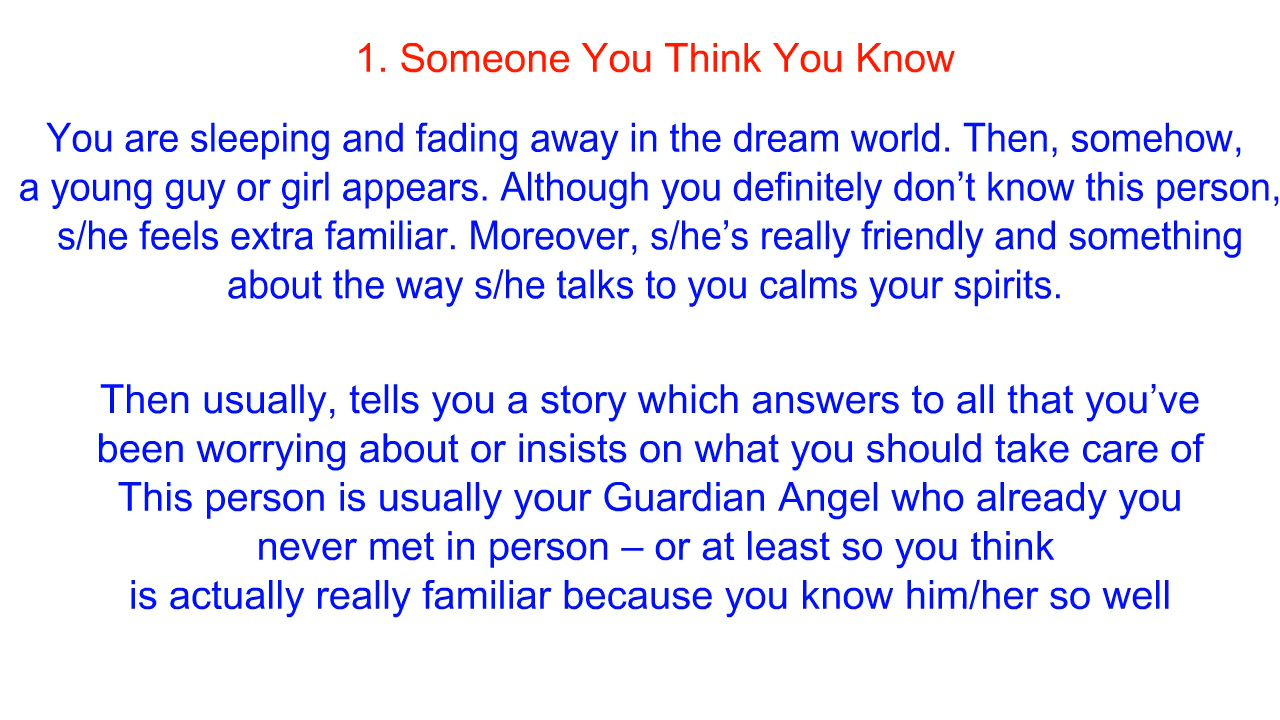 1. Someone You Think You Know
You are sleeping and fading away in the dream world. Then, somehow,
a young guy or girl appears. Although you definitely don’t know this person,
s/he feels extra familiar. Moreover, s/he’s really friendly and something
about the way s/he talks to you calms your spirits.
Then usually, tells you a story which answers to all that you’ve
been worrying about or insists on what you should take care of
This person is usually your Guardian Angel who already you
never met in person – or at least so you think
is actually really familiar because you know him/her so well